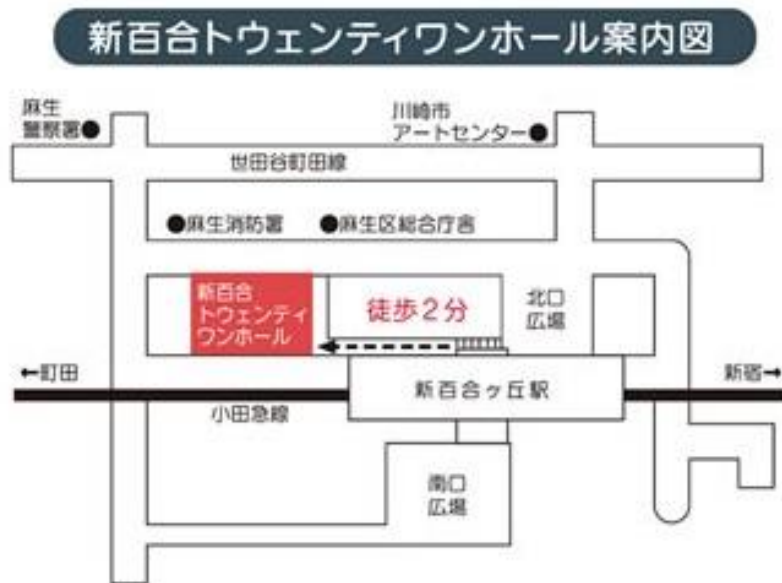 新百合トウェンティワンホール案内図
麻生
警察署●
川崎市
アートセンター●
世田谷町田線
●麻生消防署
●麻生区総合庁舎
新百合
トウェンティ
ワンホール
徒歩2分
北口
広場
←町田
新宿→
新百合ヶ丘駅
小田急線
南口
広場